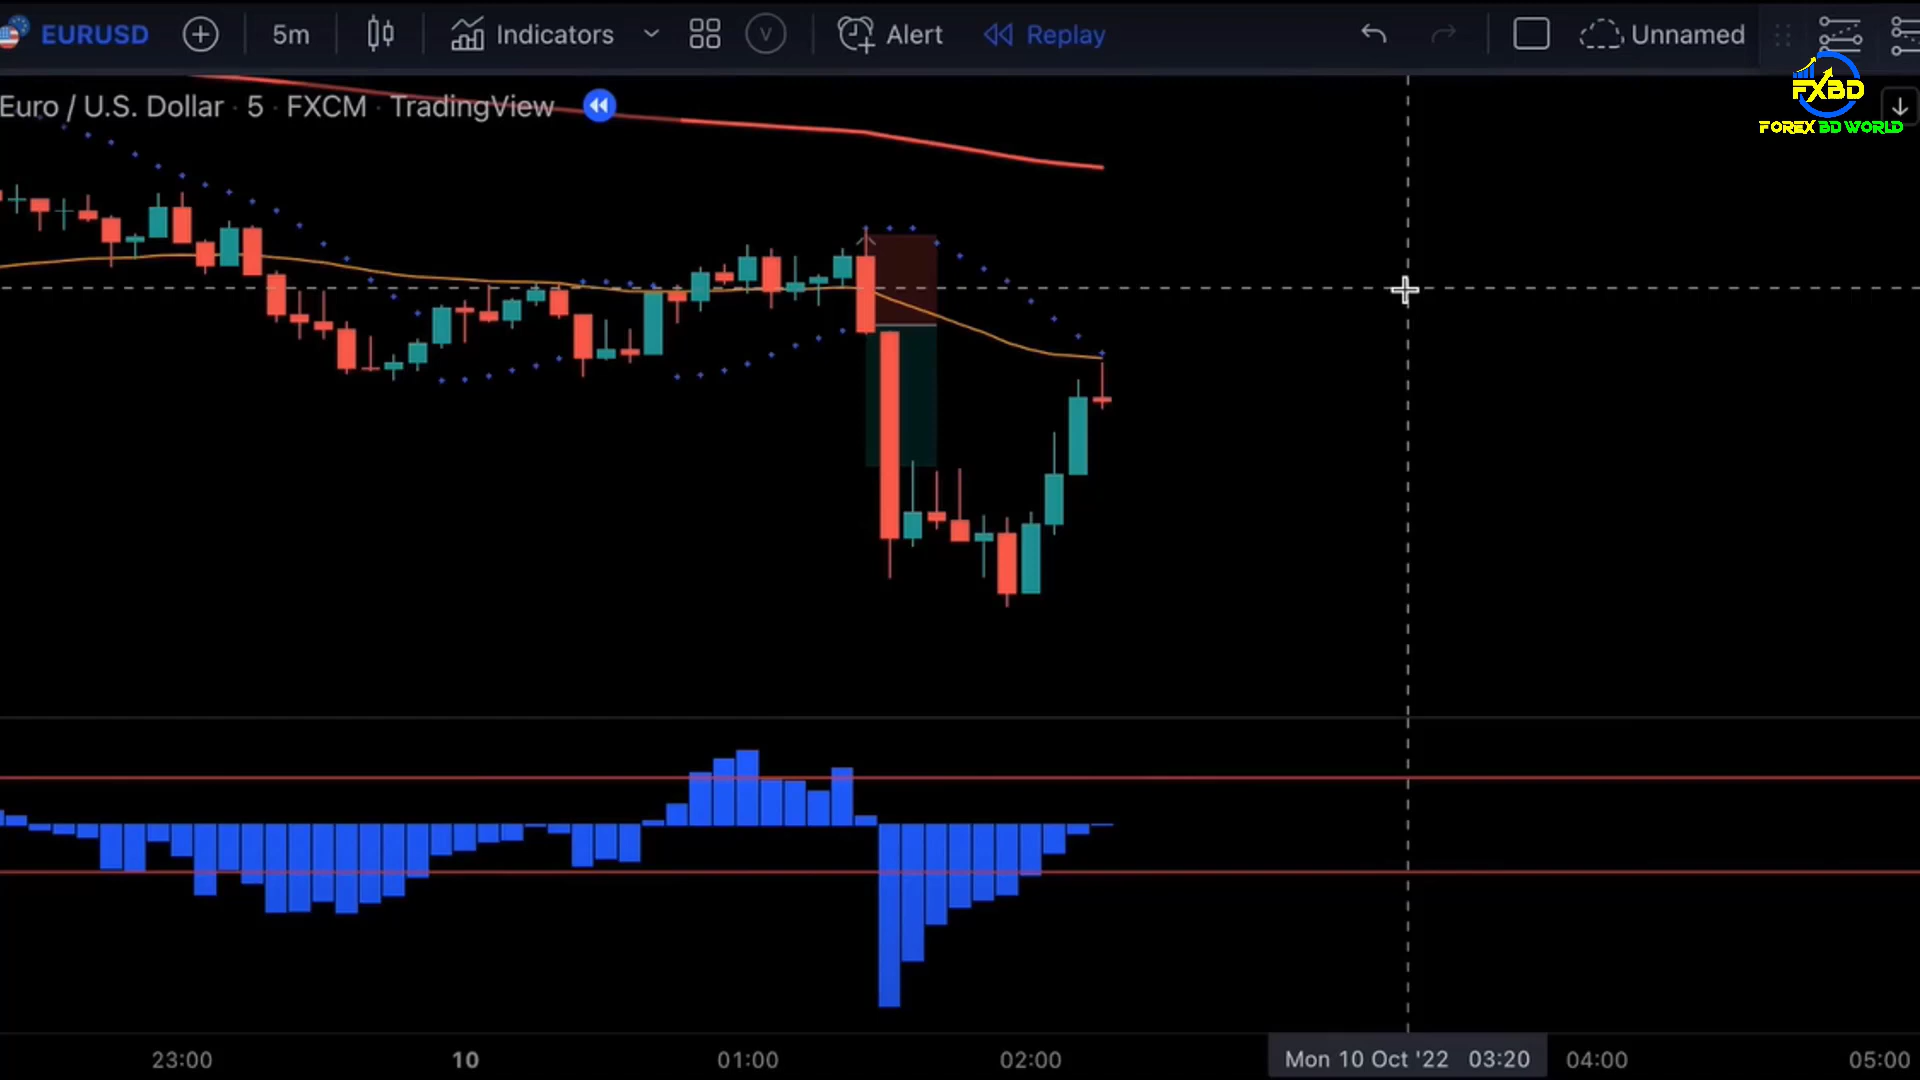 EURUSD 5m Indicators Alert Replay Unnamed
Euro / U.S. Dollar · 5 · FXCM · TradingView
FXBD
FOREX BD WORLD
23:00 10 01:00 02:00 Mon 10 Oct '22 03:20 04:00 05:00